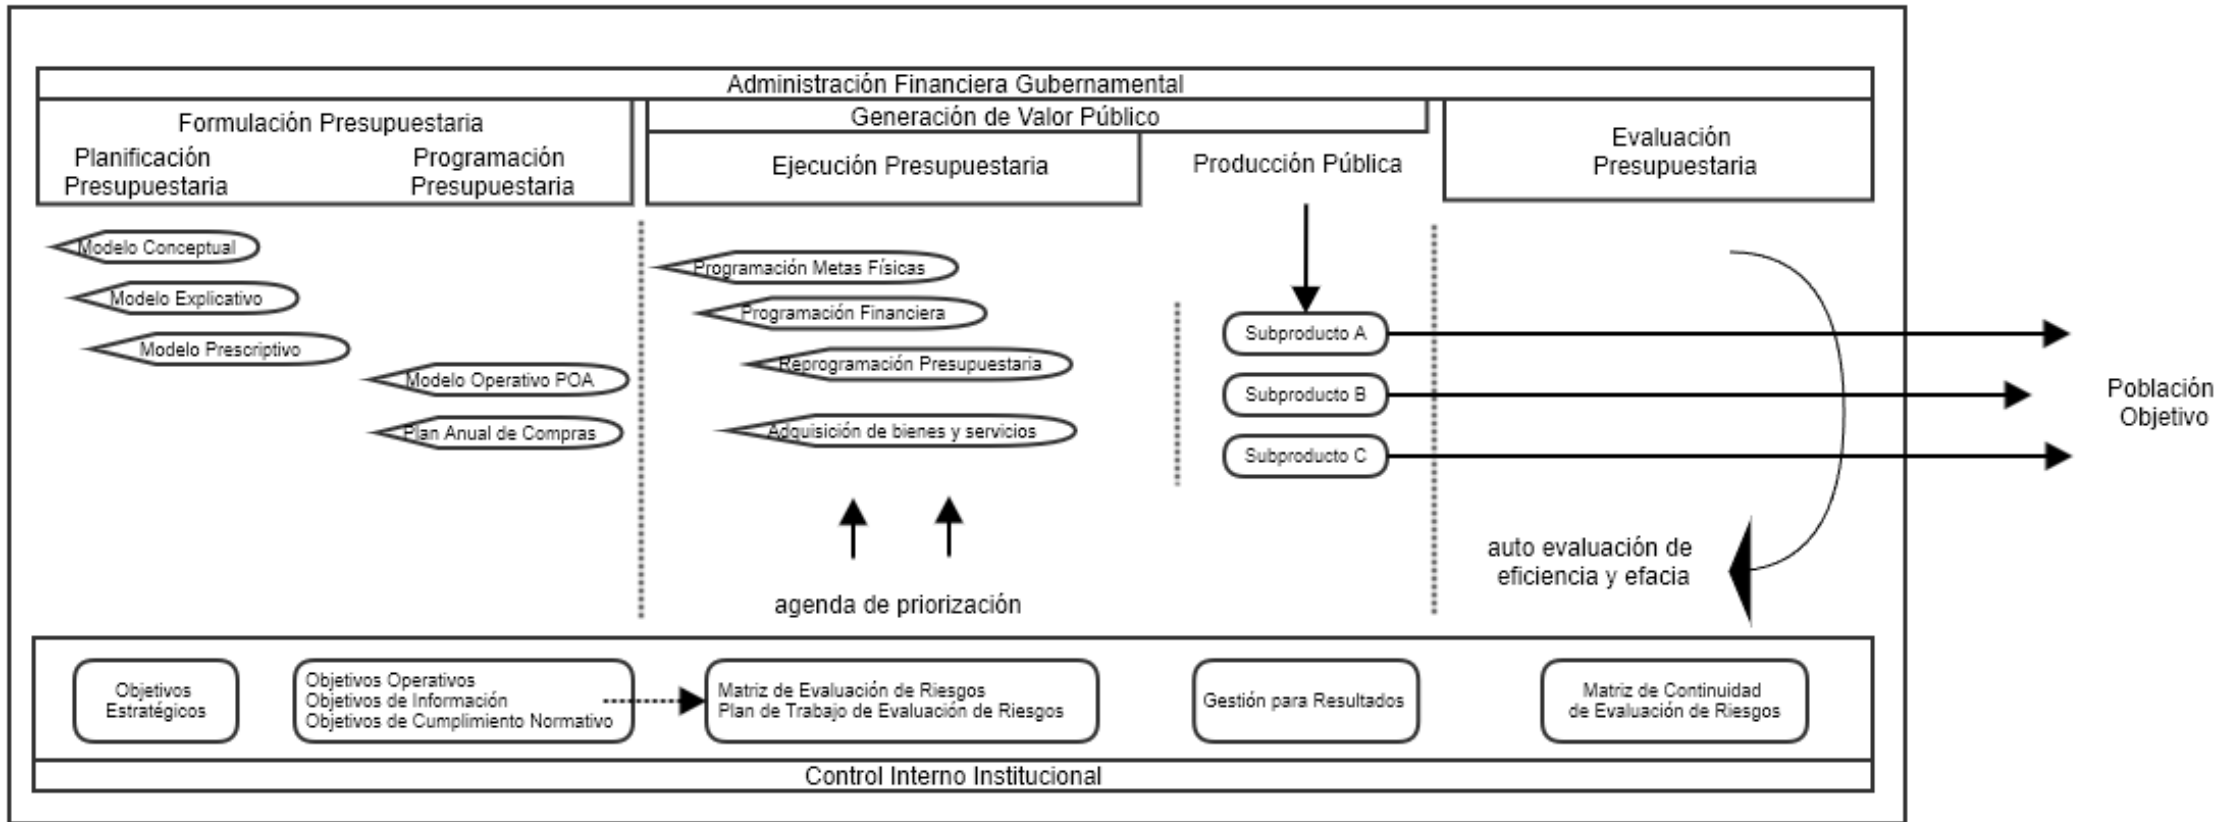 Administración Financiera Gubernamental
Formulación Presupuestaria
Planificación
Presupuestaria
Programación
Presupuestaria
Generación de Valor Público
Ejecución Presupuestaria
Producción Pública
Evaluación
Presupuestaria
Modelo Conceptual
Modelo Explicativo
Modelo Prescriptivo
Modelo Operativo POA
Plan Anual de Compras
Programación Metas Físicas
Programación Financiera
Reprogramación Presupuestaria
Adquisición de bienes y servicios
agenda de priorización
Subproducto A
Subproducto B
Subproducto C
Población
Objetivo
auto evaluación de
eficiencia y efacia
Objetivos
Estratégicos
Objetivos Operativos
Objetivos de Información
Objetivos de Cumplimiento Normativo
Matriz de Evaluación de Riesgos
Plan de Trabajo de Evaluación de Riesgos
Gestión para Resultados
Matriz de Continuidad
de Evaluación de Riesgos
Control Interno Institucional